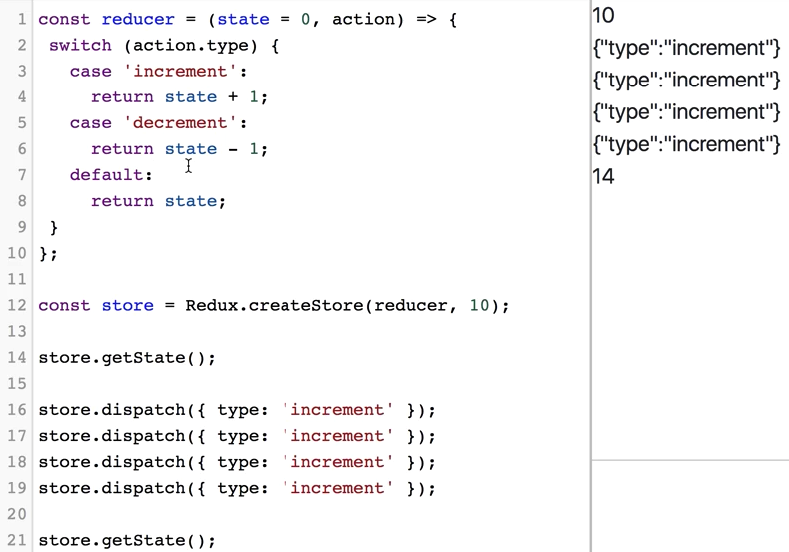 1 const reducer = (state = 0, action) => {
2 switch (action.type) {
3 case 'increment':
4 return state + 1;
5 case 'decrement':
6 return state - 1;
7 default:
8 return state;
9 }
10 };
11
12 const store = Redux.createStore(reducer, 10);
13
14 store.getState();
15
16 store.dispatch({ type: 'increment' });
17 store.dispatch({ type: 'increment' });
18 store.dispatch({ type: 'increment' });
19 store.dispatch({ type: 'increment' });
20
21 store.getState();
10
{"type":"increment"}
{"type":"increment"}
{"type":"increment"}
{"type":"increment"}
14